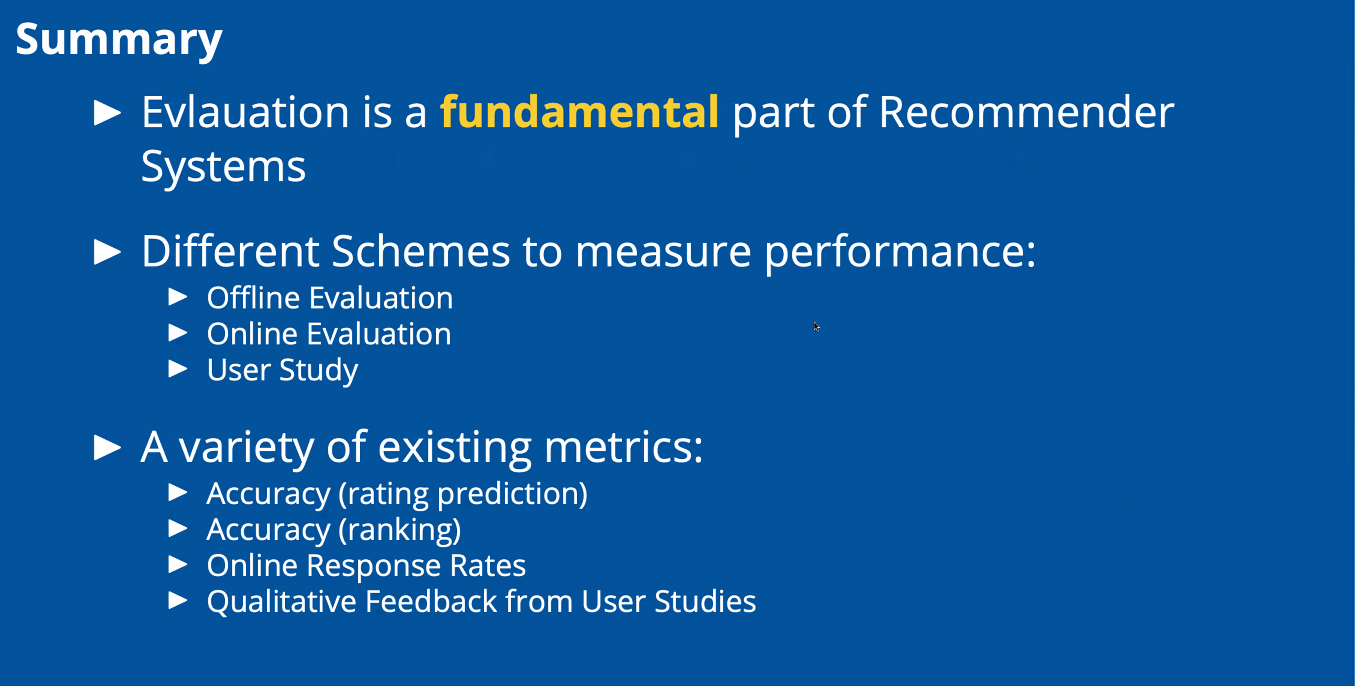 Summary
► Evlauation is a fundamental part of Recommender
Systems
► Different Schemes to measure performance:
► Offline Evaluation
► Online Evaluation
► User Study
► A variety of existing metrics:
► Accuracy (rating prediction)
► Accuracy (ranking)
► Online Response Rates
► Qualitative Feedback from User Studies